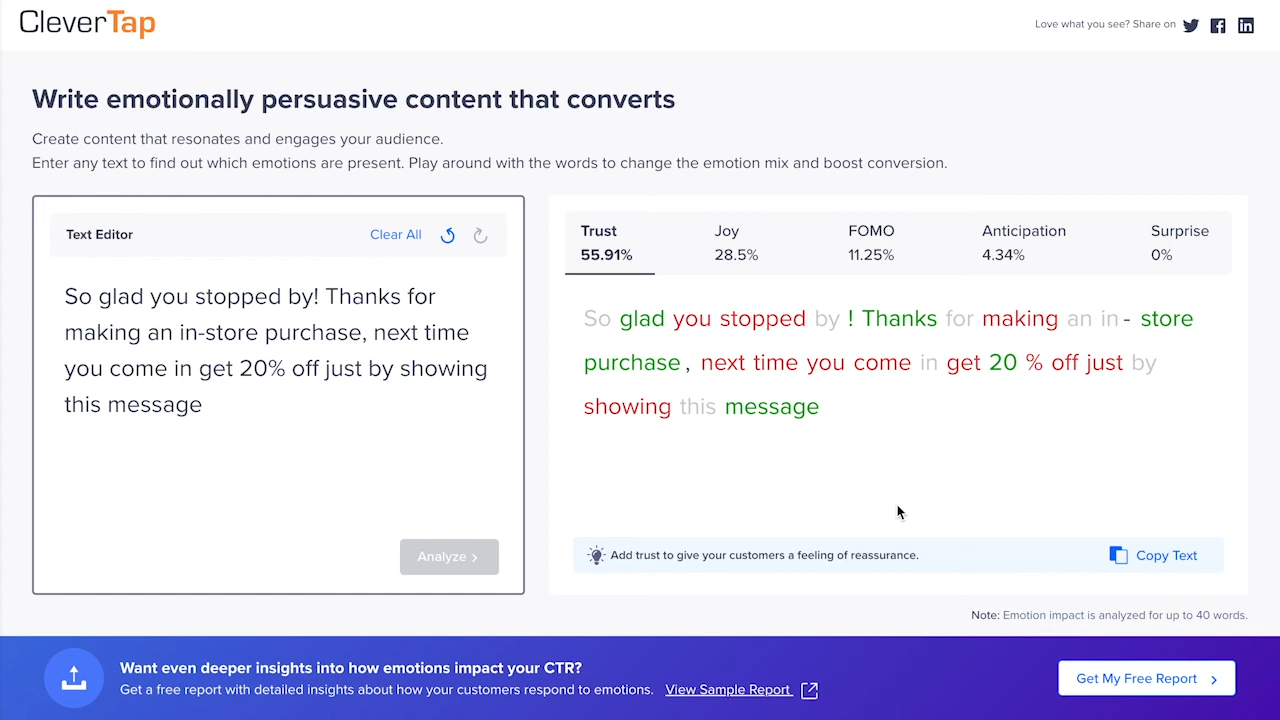 CleverTap
Love what you see? Share on
Write emotionally persuasive content that converts
Create content that resonates and engages your audience.
Enter any text to find out which emotions are present. Play around with the words to change the emotion mix and boost conversion.
Text Editor
Clear All
So glad you stopped by! Thanks for
making an in-store purchase, next time
you come in get 20% off just by showing
this message
Analyze
Trust
55.91%
Joy
28.5%
FOMO
11.25%
Anticipation
4.34%
Surprise
0%
So glad you stopped by ! Thanks for making an in - store
purchase , next time you come in get 20 % off just by
showing this message
Add trust to give your customers a feeling of reassurance.
Copy Text
Note: Emotion impact is analyzed for up to 40 words.
Want even deeper insights into how emotions impact your CTR?
Get a free report with detailed insights about how your customers respond to emotions. View Sample Report
Get My Free Report